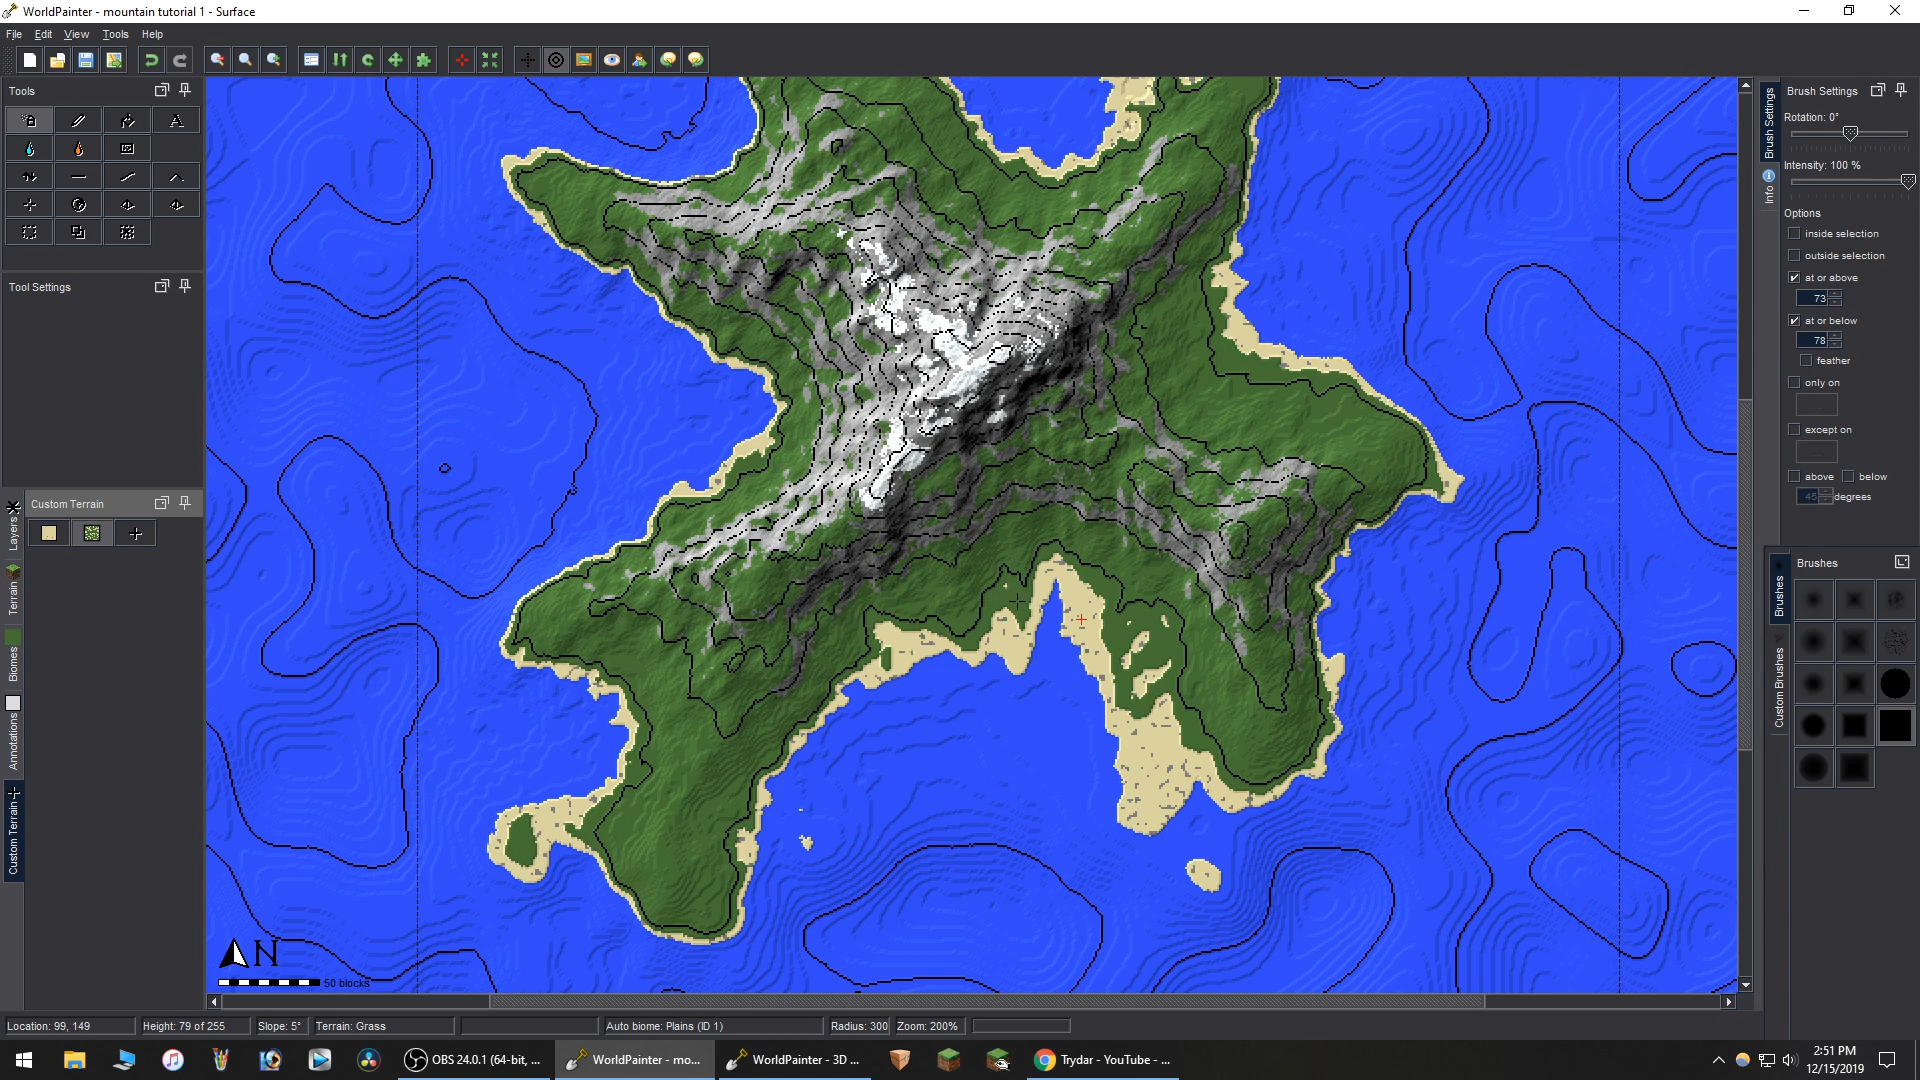 WorldPainter - mountain tutorial 1 - Surface
File Edit View Tools Help
Tools
Tool Settings
Custom Terrain
Layers
Terrain
Biomes
Annotations
Custom Terrain
N
50 blocks
Brush Settings
Info
Brush Settings
Rotation: 0°
Intensity: 100 %
Options
inside selection
outside selection
at or above
73
at or below
78
feather
only on
except on
above below
45 degrees
Brushes
Custom Brushes
Brushes
Location: 99, 149 Height: 79 of 255 Slope: 5° Terrain: Grass Auto biome: Plains (ID 1) Radius: 300 Zoom: 200%
OBS 24.0.1 (64-bit, ... WorldPainter - mo... WorldPainter - 3D ... Trydar - YouTube - ...
2:51 PM
12/15/2019